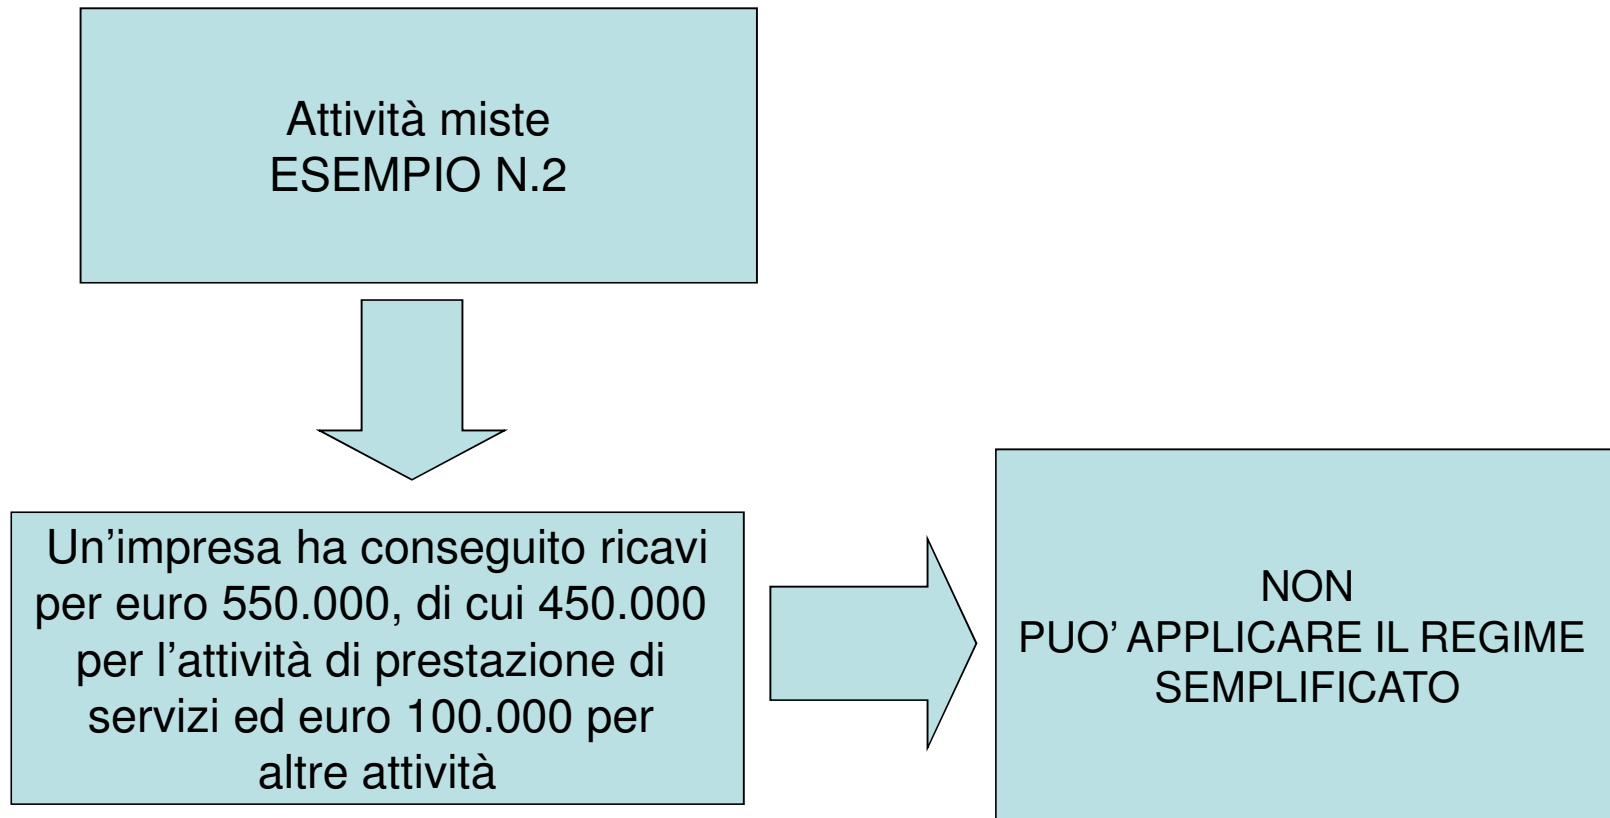 Attività miste
ESEMPIO N.2
Un’impresa ha conseguito ricavi
per euro 550.000, di cui 450.000
per l’attività di prestazione di
servizi ed euro 100.000 per
altre attività
NON
PUO’ APPLICARE IL REGIME
SEMPLIFICATO